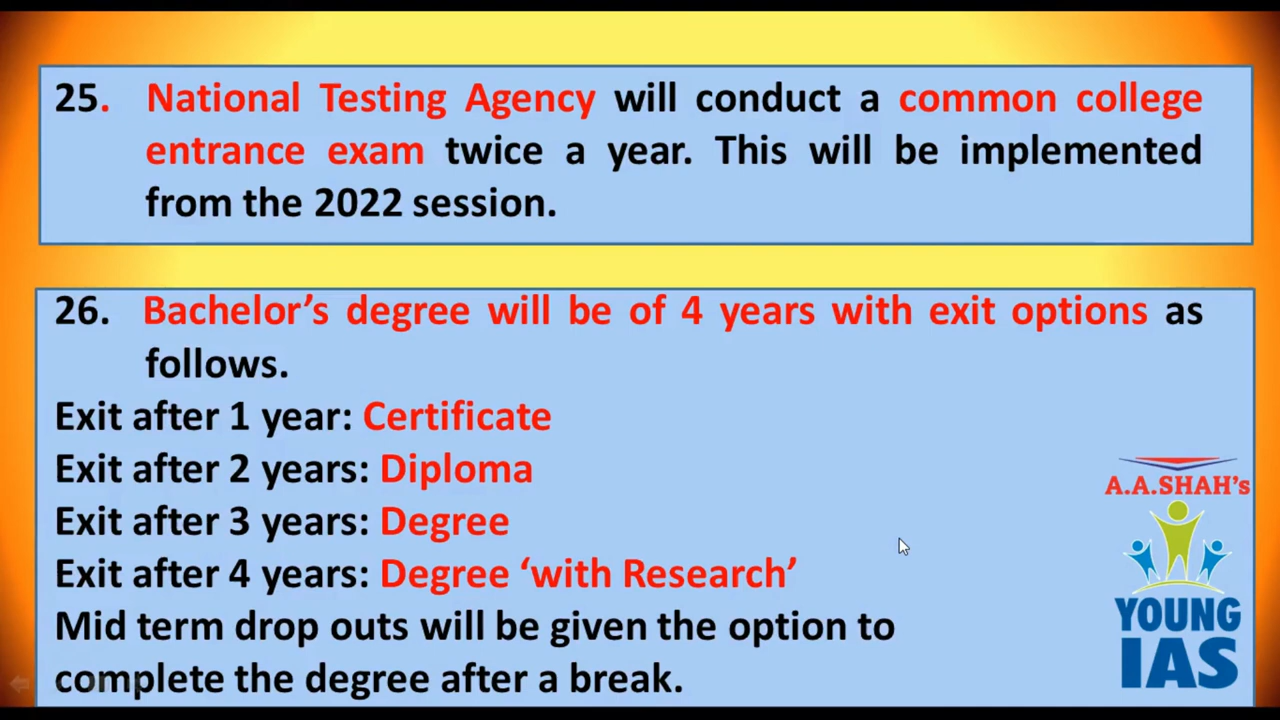 25. National Testing Agency will conduct a common college
entrance exam twice a year. This will be implemented
from the 2022 session.
26. Bachelor’s degree will be of 4 years with exit options as
follows.
Exit after 1 year: Certificate
Exit after 2 years: Diploma
Exit after 3 years: Degree
Exit after 4 years: Degree ‘with Research’
Mid term drop outs will be given the option to
complete the degree after a break.
A.A.SHAH’s
YOUNG
IAS